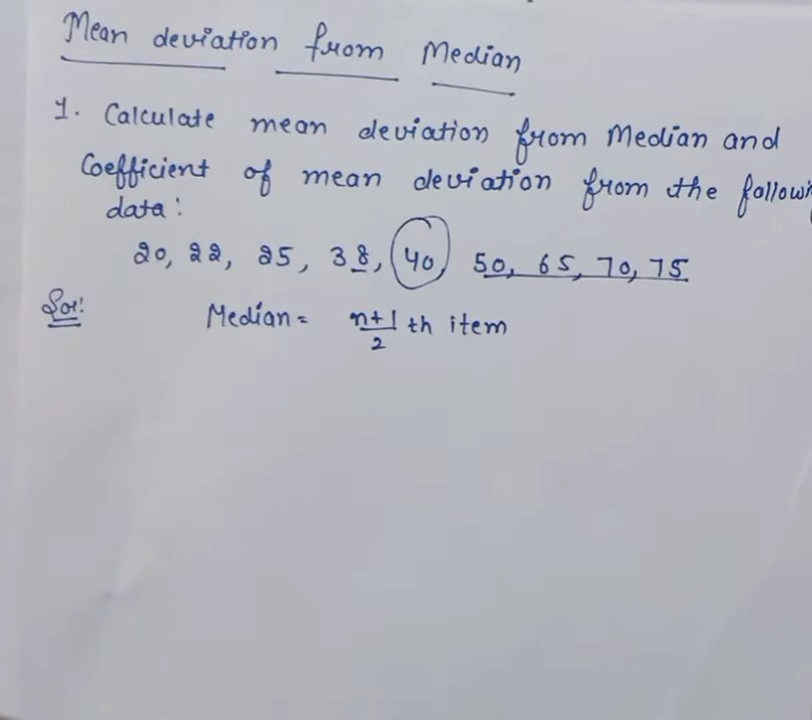 Mean deviation from Median
1. Calculate mean deviation from Median and
Coefficient of mean deviation from the followi
data:
20, 22, 25, 38, 40, 50, 65, 70, 75
Sol: Median = n+1/2 th item